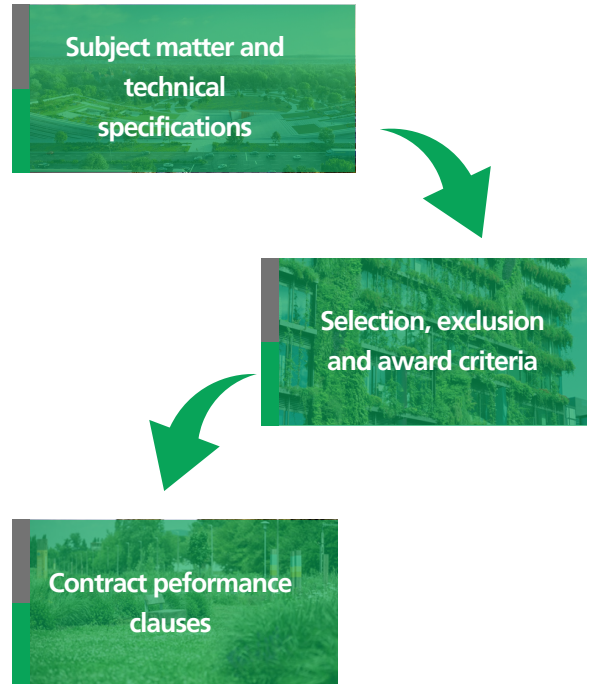 Subject matter and
technical
specifications
Selection, exclusion
and award criteria
Contract peformance
clauses